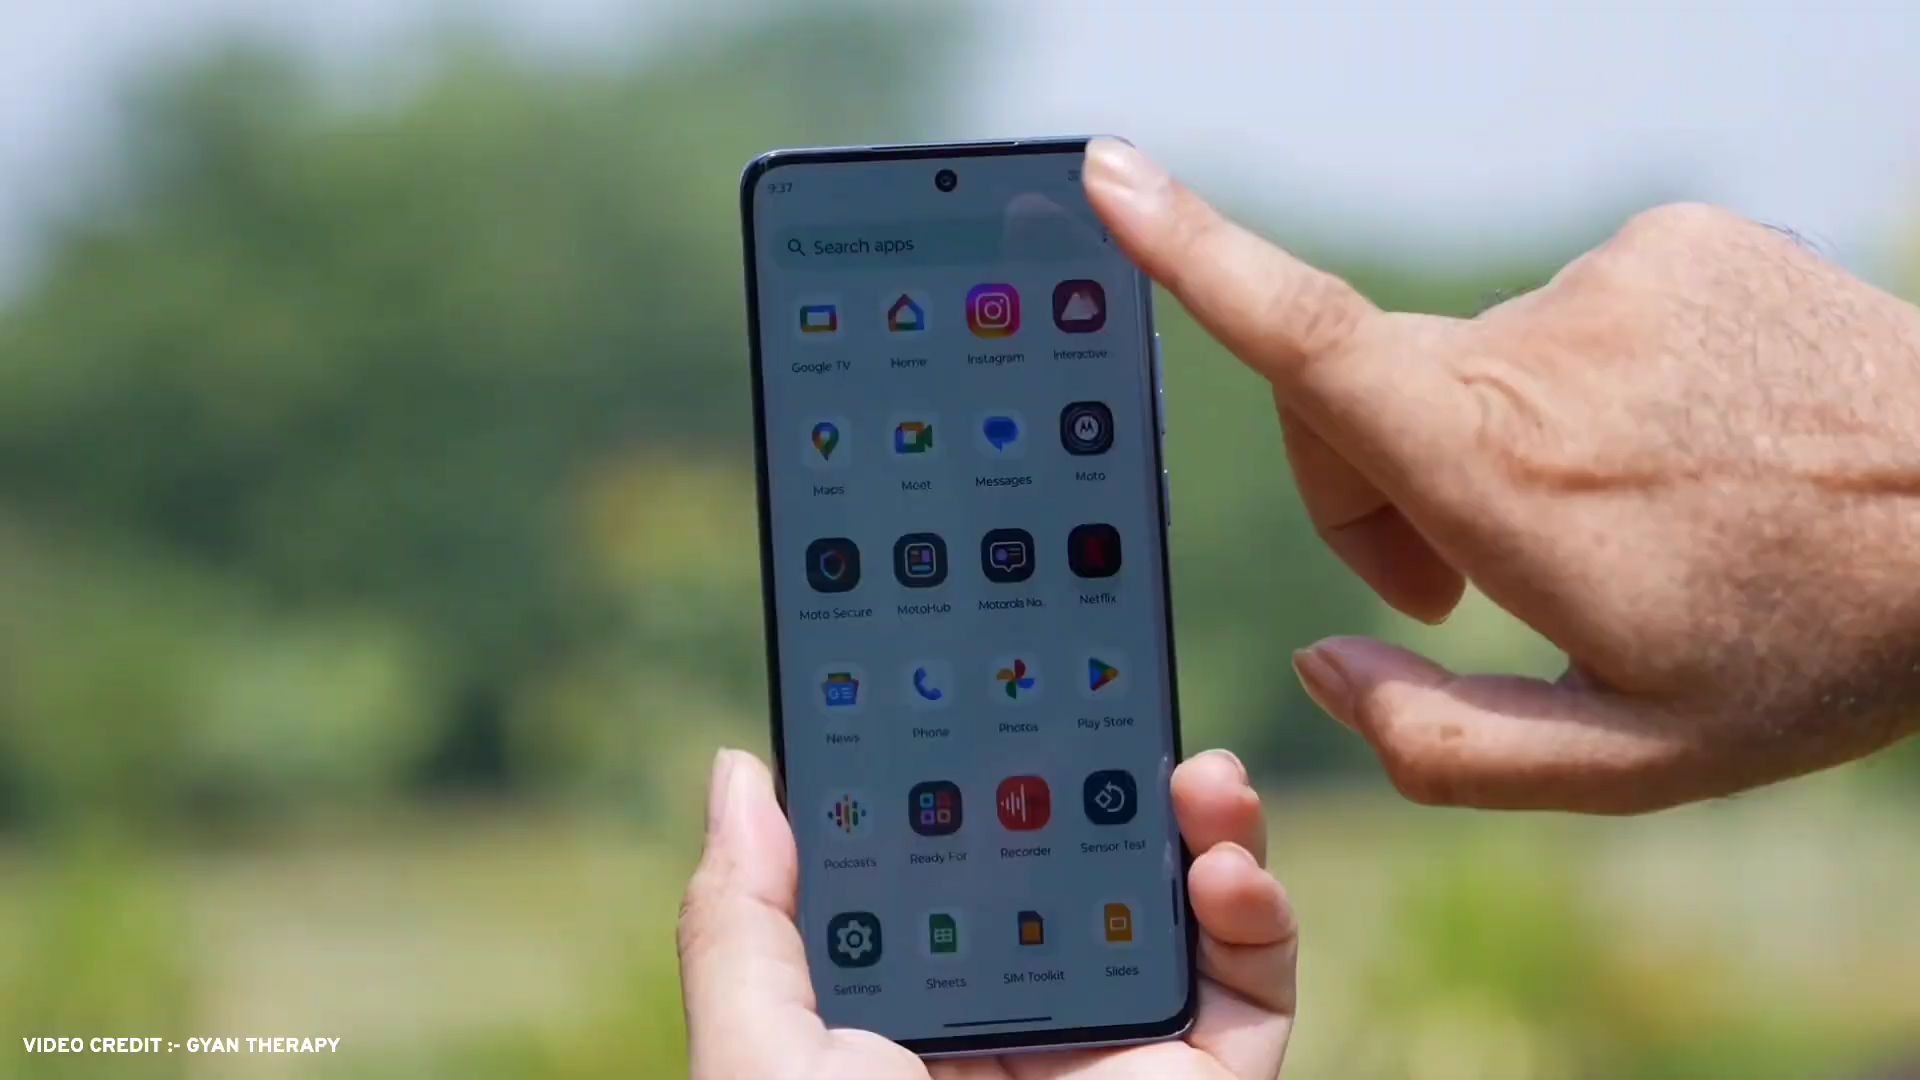 9:37
Search apps
Google TV
Home
Instagram
Interactive..
Maps
Meet
Messages
Moto
Moto Secure
MotoHub
Motorola No..
Netflix
GE
News
Phone
Photos
Play Store
Podcasts
Ready For
Recorder
Sensor Test
Settings
Sheets
SIM Toolkit
Slides
VIDEO CREDIT :- GYAN THERAPY